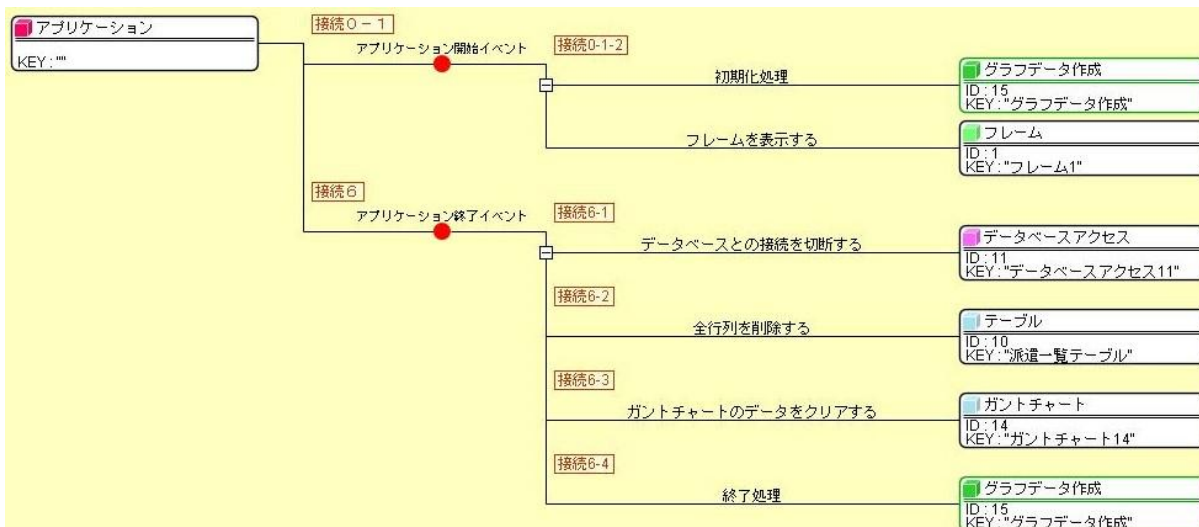 アプリケーション
KEY:""
接続０－１
アプリケーション開始イベント
接続0-1-2
初期化処理
グラフデータ作成
ID:15
KEY:"グラフデータ作成"
フレームを表示する
フレーム
ID:1
KEY:"フレーム1"
接続６
アプリケーション終了イベント
接続6-1
データベースとの接続を切断する
データベースアクセス
ID:11
KEY:"データベースアクセス11"
接続6-2
全行列を削除する
テーブル
ID:10
KEY:"派遣一覧テーブル"
接続6-3
ガントチャートのデータをクリアする
ガントチャート
ID:14
KEY:"ガントチャート14"
接続6-4
終了処理
グラフデータ作成
ID:15
KEY:"グラフデータ作成"